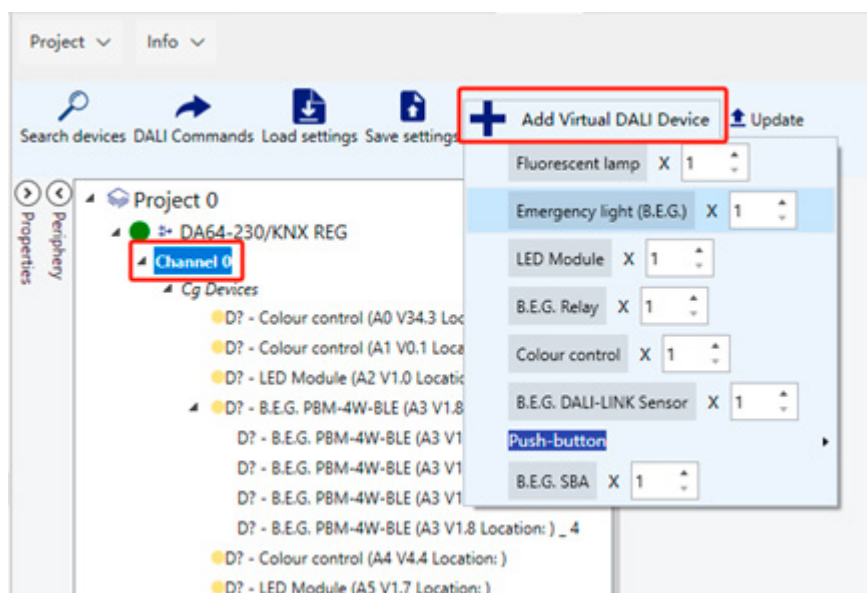 Project
Info
Search devices
DALI Commands
Load settings
Save settings
Add Virtual DALI Device
Update
Properties
Periphery
Project 0
DA64-230/KNX REG
Channel 0
Cg Devices
D? - Colour control (A0 V34.3 Loc
D? - Colour control (A1 V0.1 Loca
D? - LED Module (A2 V1.0 Locatio
D? - B.E.G. PBM-4W-BLE (A3 V1.8
D? - B.E.G. PBM-4W-BLE (A3 V1
D? - B.E.G. PBM-4W-BLE (A3 V1
D? - B.E.G. PBM-4W-BLE (A3 V1
D? - B.E.G. PBM-4W-BLE (A3 V1.8 Location: ) _ 4
D? - Colour control (A4 V4.4 Location: )
D? - LED Module (A5 V1.7 Location: )
Fluorescent lamp X 1
Emergency light (B.E.G.) X 1
LED Module X 1
B.E.G. Relay X 1
Colour control X 1
B.E.G. DALI-LINK Sensor X 1
Push-button
B.E.G. SBA X 1